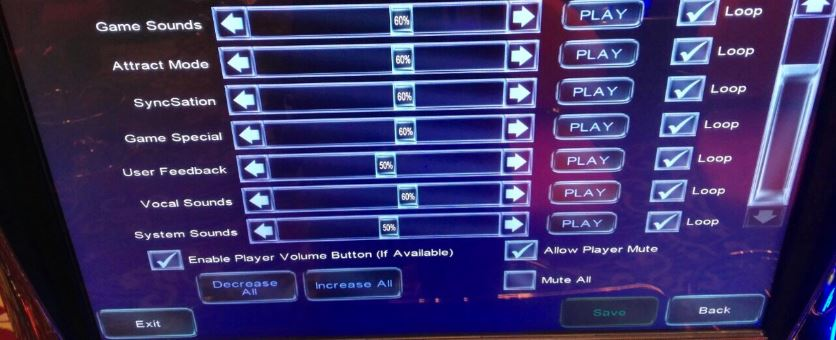 Game Sounds 60% PLAY Loop
Attract Mode 60% PLAY Loop
SyncSation 60% PLAY Loop
Game Special 60% PLAY Loop
User Feedback 50% PLAY Loop
Vocal Sounds 60% PLAY Loop
System Sounds 50% PLAY Loop
Enable Player Volume Button (If Available) Allow Player Mute
Decrease All Increase All Mute All
Exit Save Back